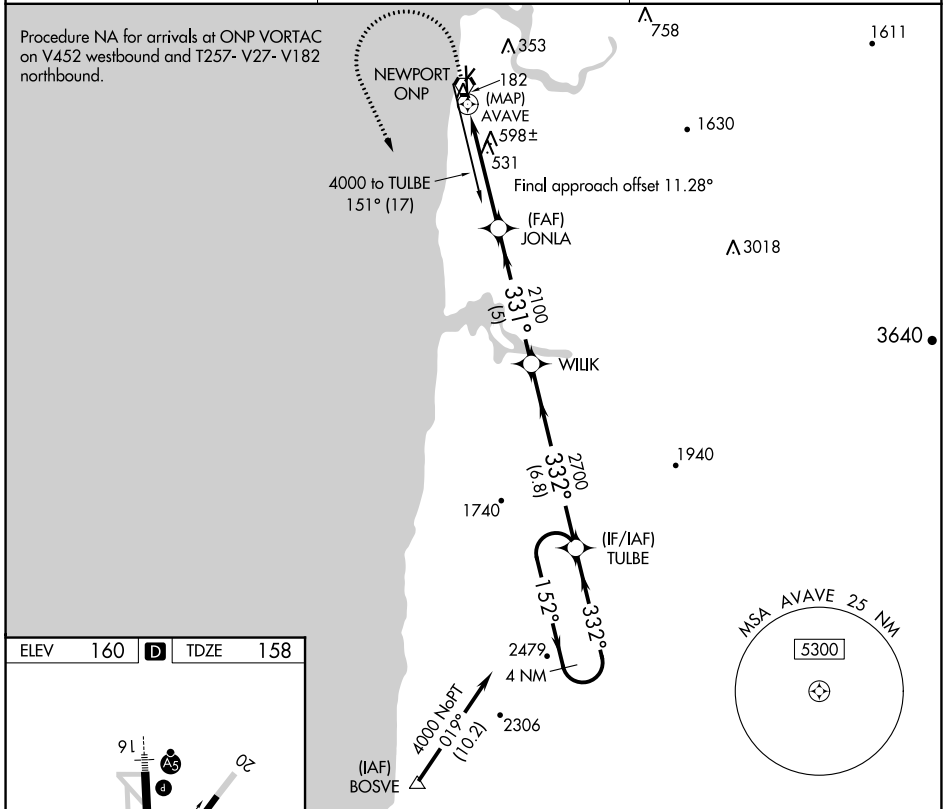 Procedure NA for arrivals at ONP VORTAC
on V452 westbound and T257- V27- V182
northbound.
758
1611
353
NEWPORT
ONP
182
(MAP)
AVAVE
1630
598±
531
4000 to TULBE
151° (17)
Final approach offset 11.28°
(FAF)
JONLA
3018
2100
331°
(5)
3640
WILIK
1940
2700
332°
(6.8)
1740
(IF/IAF)
TULBE
152°
332°
MSA AVAVE 25 NM
5300
ELEV 160 D TDZE 158
2479
4 NM
4000 NoPT
019°
(10.2)
2306
(IAF)
BOSVE
16
A5
P
20